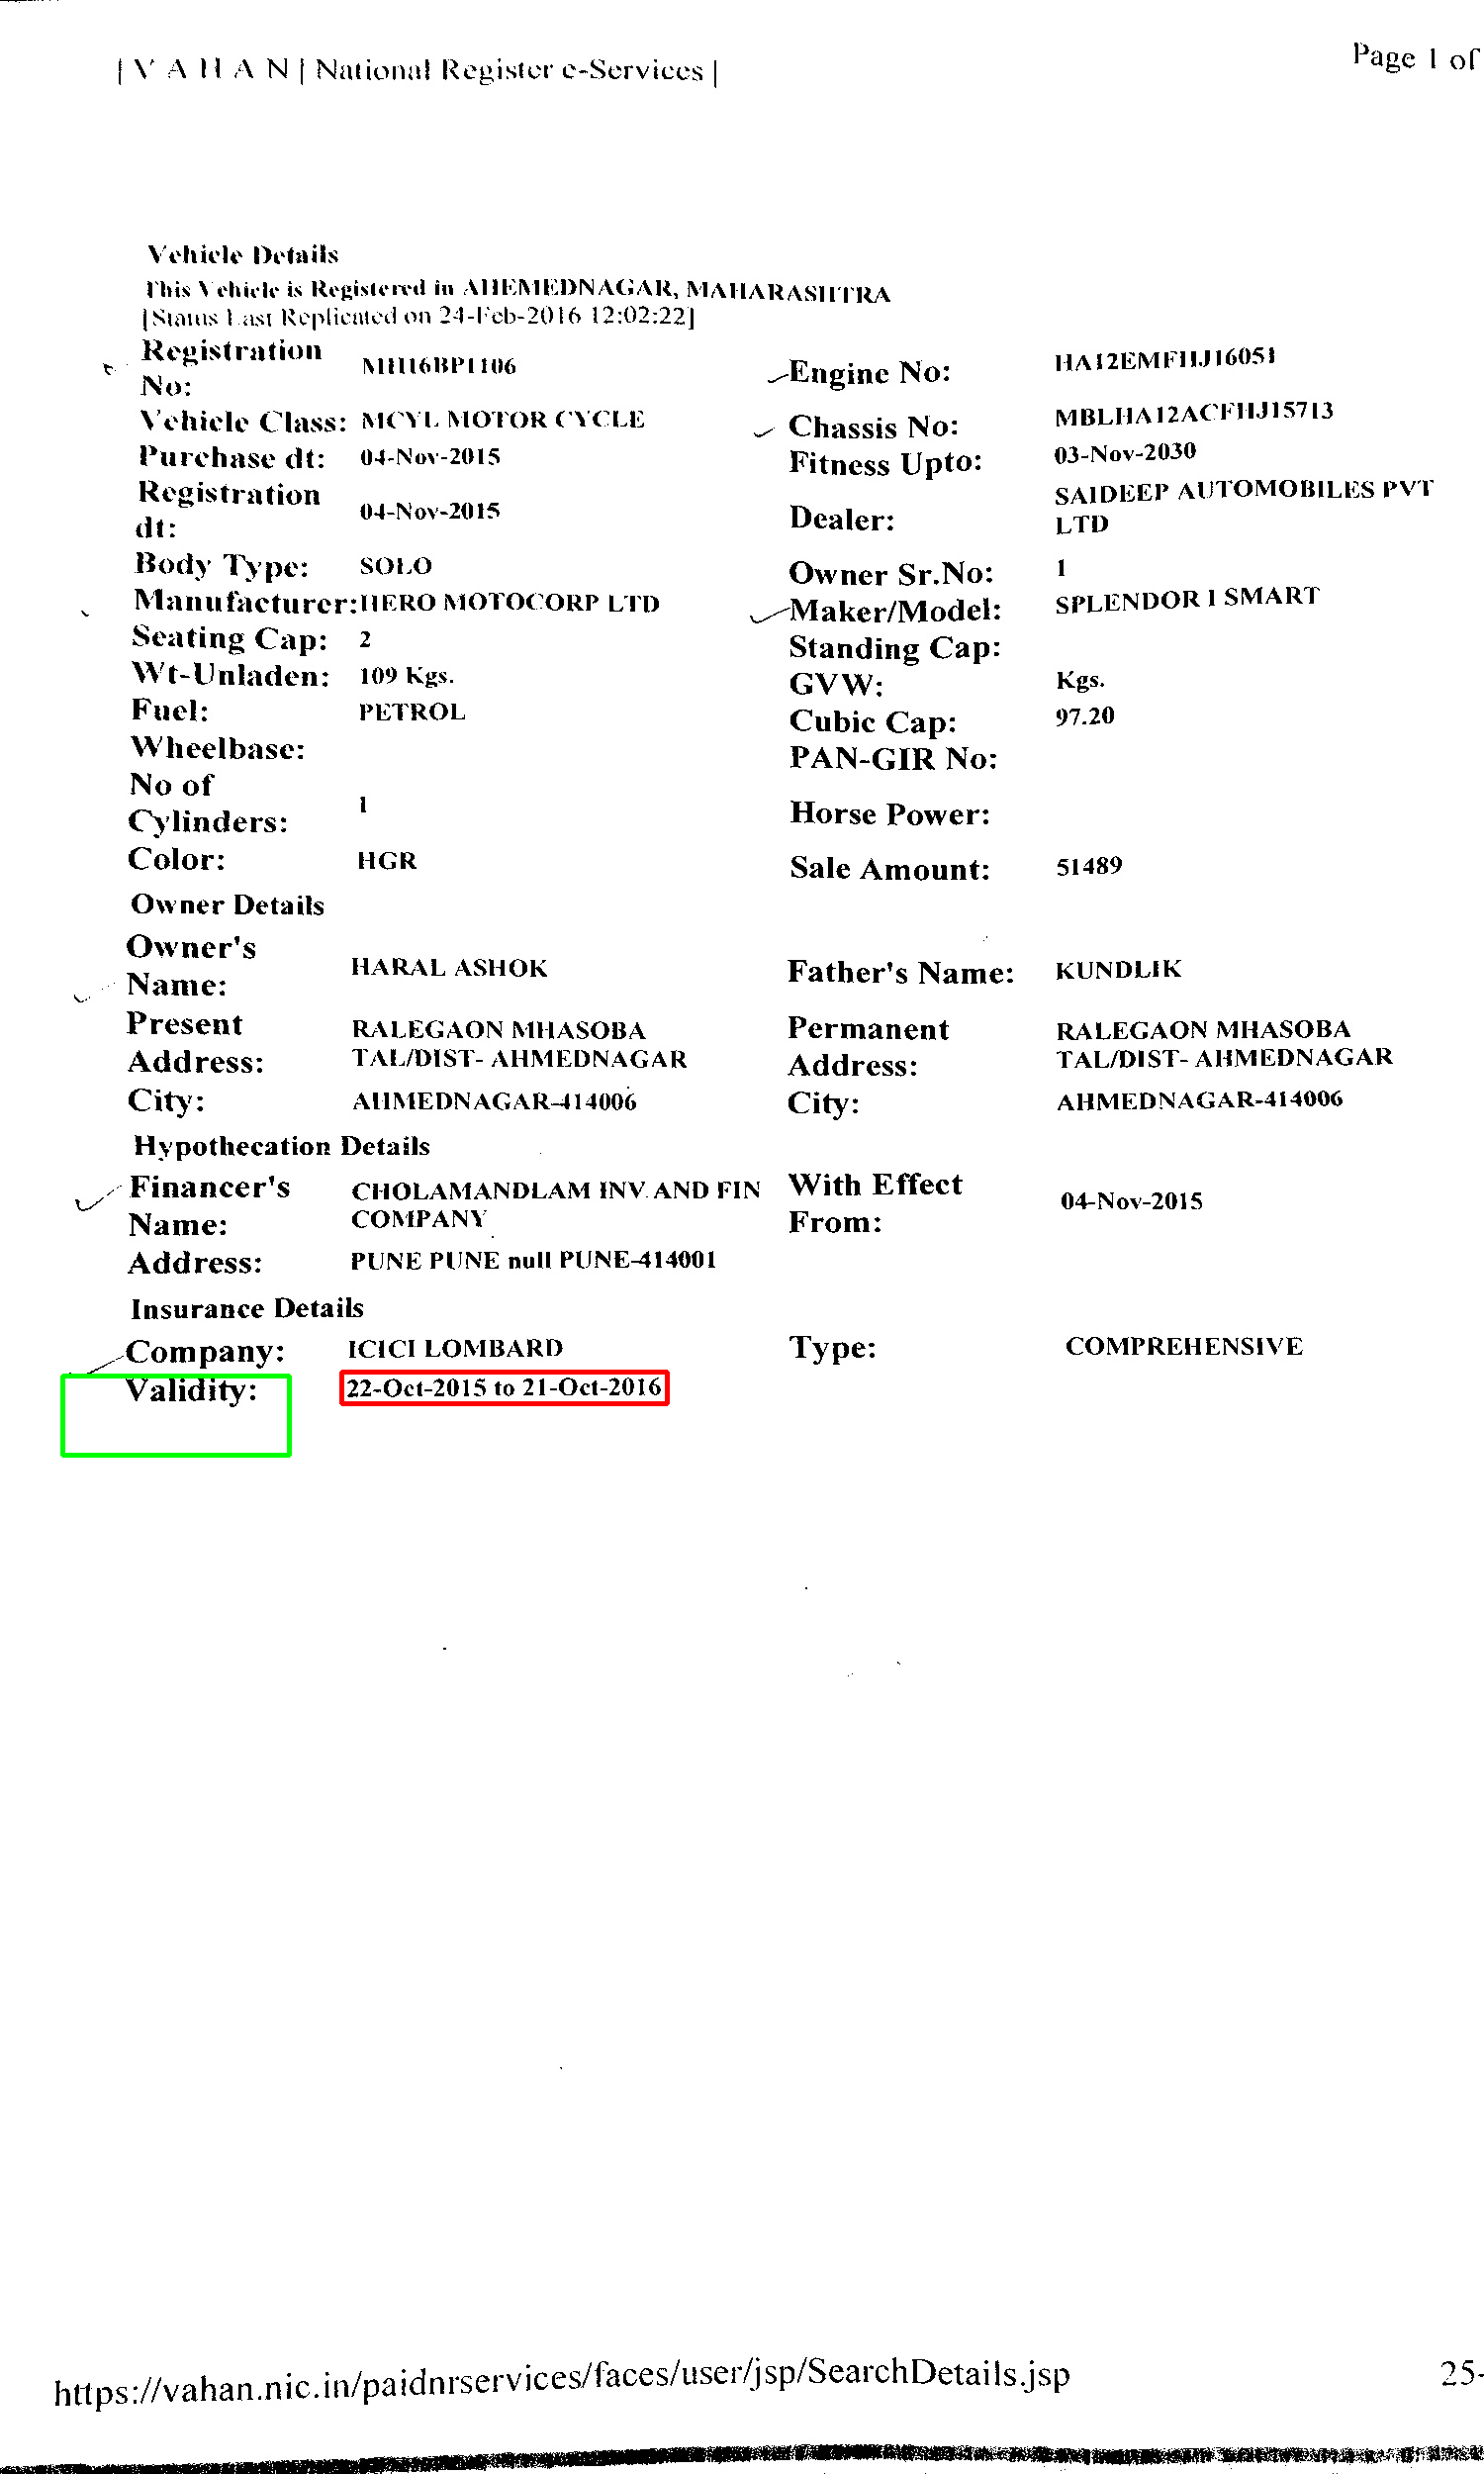 | V A H A N | National Register e-Services |
Page 1 of
Vehicle Details
This Vehicle is Registered in AHEMEDNAGAR, MAHARASHTRA
[Status Last Replicated on 24-Feb-2016 12:02:22]
Registration No: MH16BP1106 Engine No: HA12EMFHJ16051
Vehicle Class: MCYL MOTOR CYCLE Chassis No: MBLHA12ACFHJ15713
Purchase dt: 04-Nov-2015 Fitness Upto: 03-Nov-2030
Registration dt: 04-Nov-2015 Dealer: SAIDEEP AUTOMOBILES PVT LTD
Body Type: SOLO Owner Sr.No: 1
Manufacturer: HERO MOTOCORP LTD Maker/Model: SPLENDOR I SMART
Seating Cap: 2 Standing Cap:
Wt-Unladen: 109 Kgs. GVW: Kgs.
Fuel: PETROL Cubic Cap: 97.20
Wheelbase: PAN-GIR No:
No of Cylinders: 1 Horse Power:
Color: HGR Sale Amount: 51489
Owner Details
Owner's Name: HARAL ASHOK Father's Name: KUNDLIK
Present Address: RALEGAON MHASOBA TAL/DIST- AHMEDNAGAR Permanent Address: RALEGAON MHASOBA TAL/DIST- AHMEDNAGAR
City: AHMEDNAGAR-414006 City: AHMEDNAGAR-414006
Hypothecation Details
Financer's Name: CHOLAMANDLAM INV. AND FIN COMPANY With Effect From: 04-Nov-2015
Address: PUNE PUNE null PUNE-414001
Insurance Details
Company: ICICI LOMBARD Type: COMPREHENSIVE
Validity: 22-Oct-2015 to 21-Oct-2016
https://vahan.nic.in/paidnrservices/faces/user/jsp/SearchDetails.jsp
25-